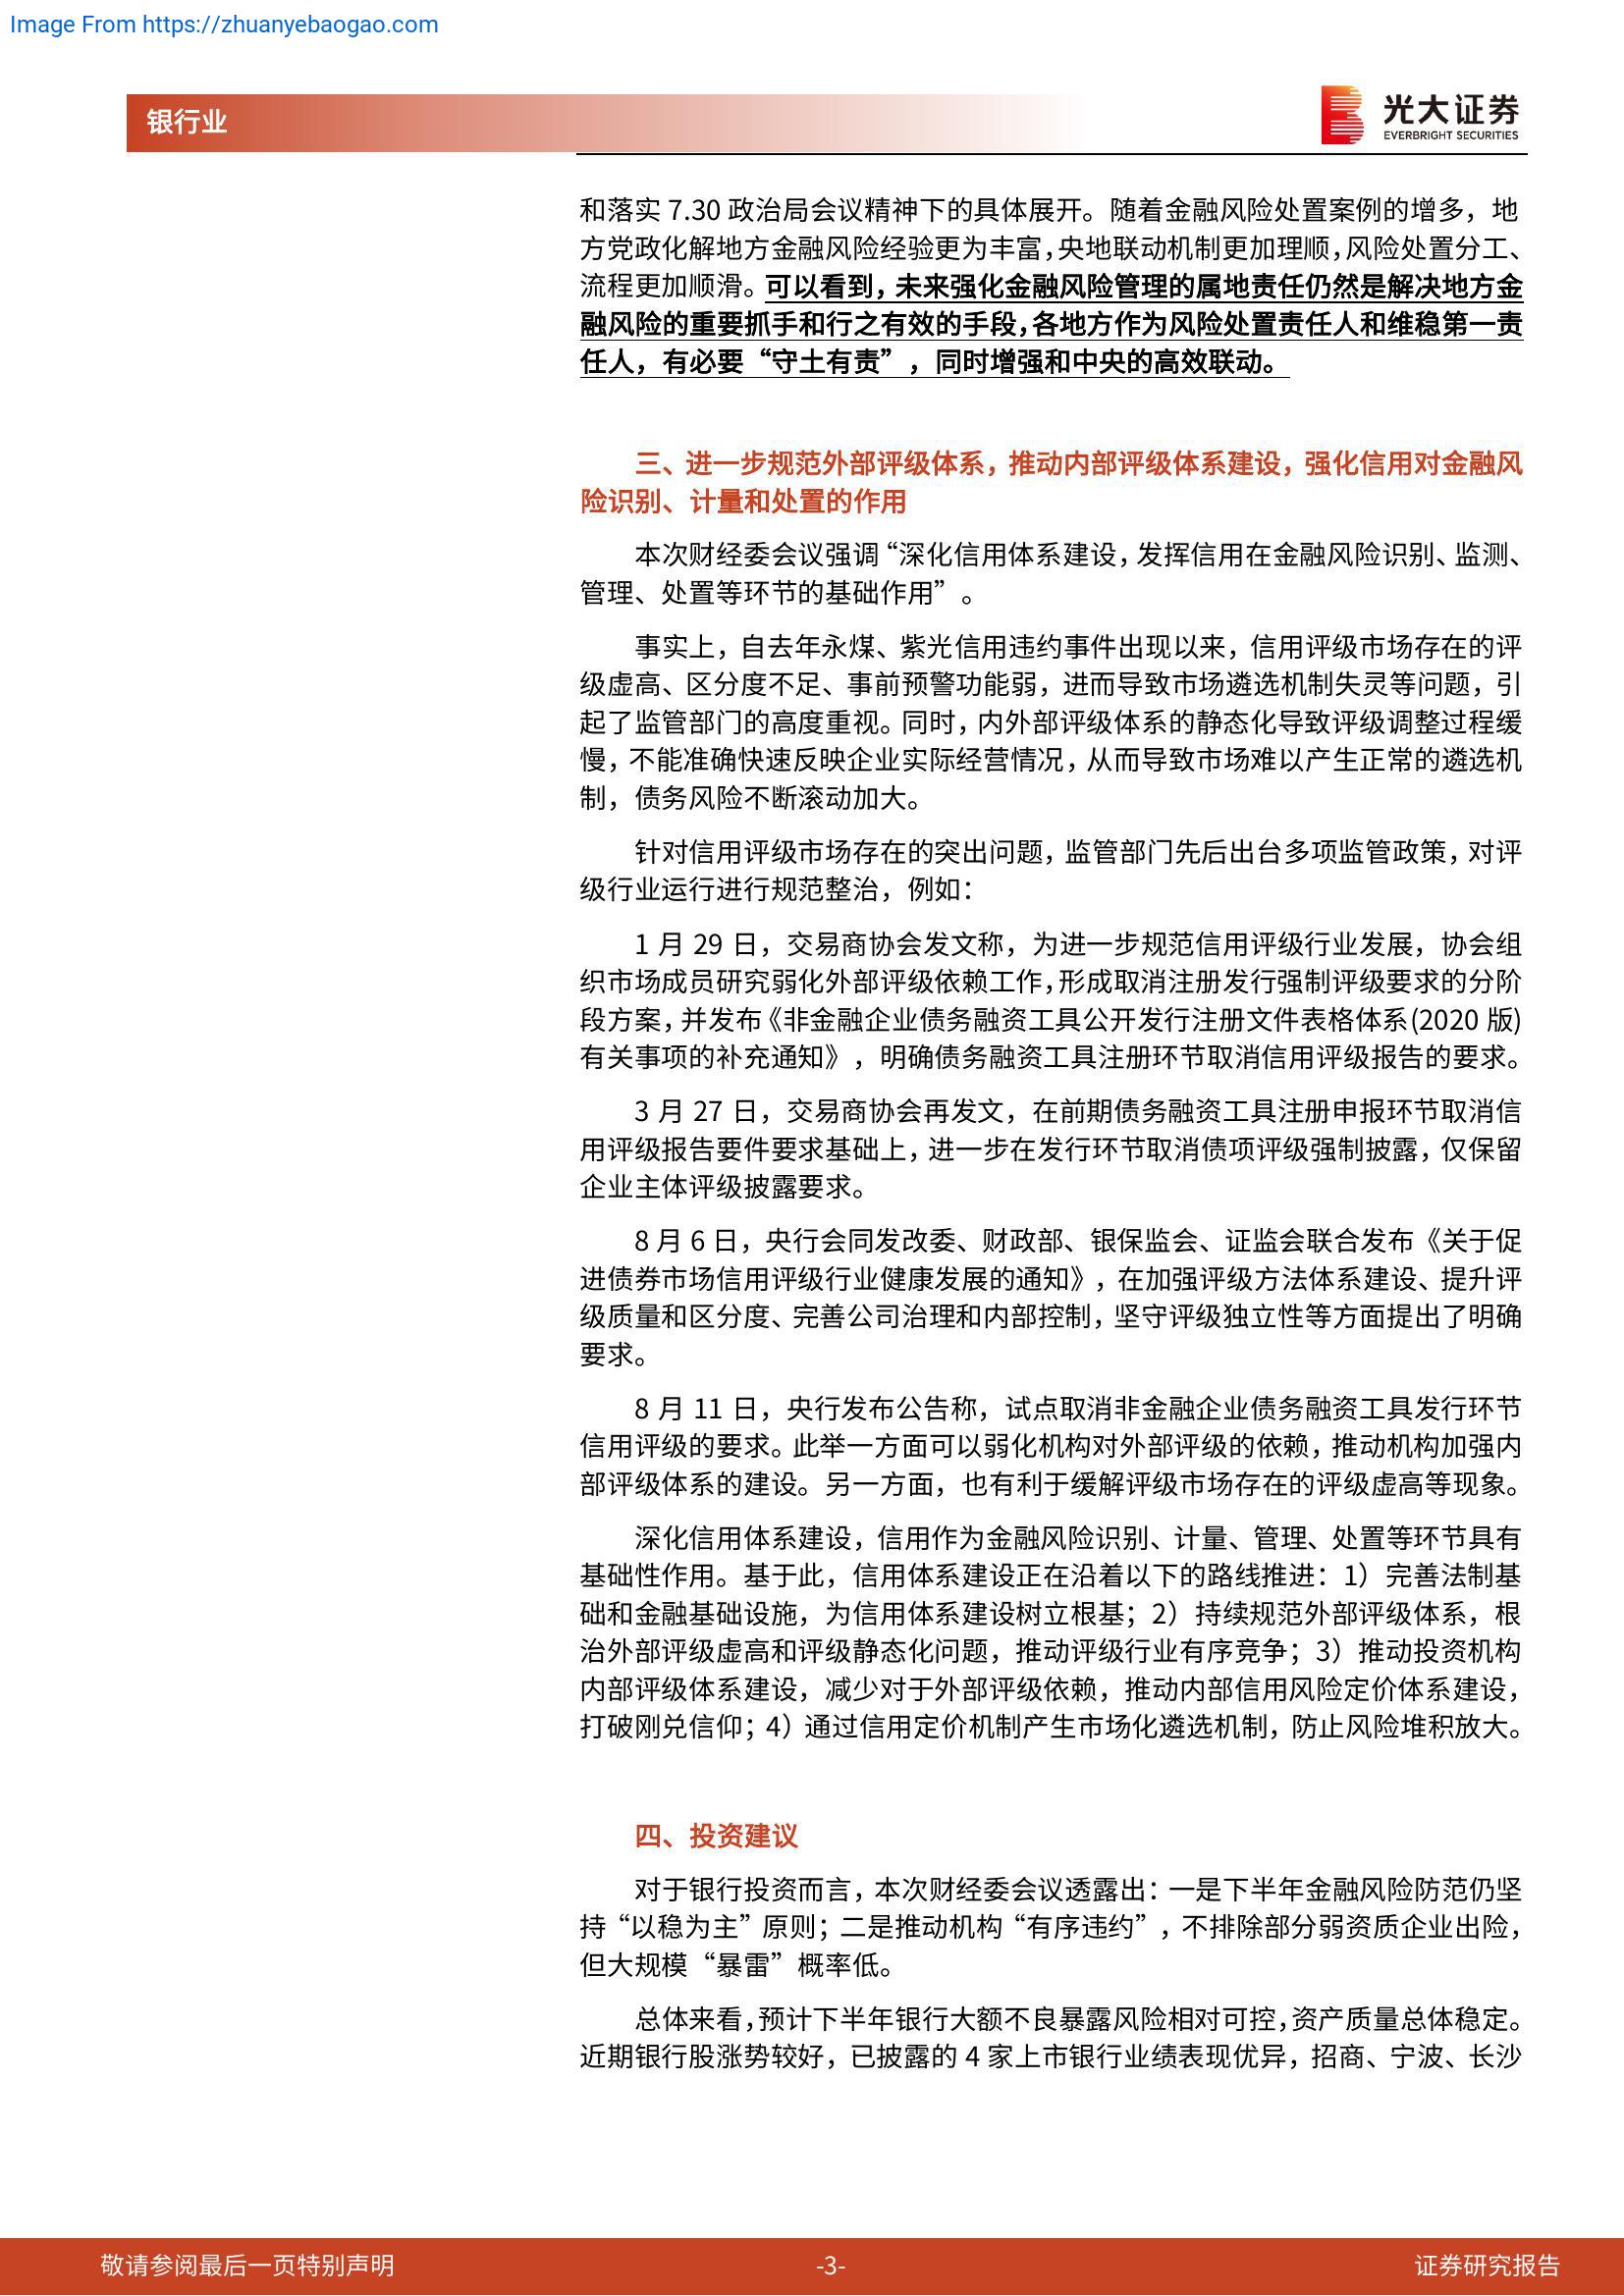 Image From https://zhuanyebaogao.com
银行业
光大证券
EVERBRIGHT SECURITIES
和落实 7.30 政治局会议精神下的具体展开。随着金融风险处置案例的增多，地
方党政化解地方金融风险经验更为丰富，央地联动机制更加理顺，风险处置分工、
流程更加顺滑。可以看到，未来强化金融风险管理的属地责任仍然是解决地方金
融风险的重要抓手和行之有效的手段，各地方作为风险处置责任人和维稳第一责
任人，有必要“守土有责”，同时增强和中央的高效联动。
三、进一步规范外部评级体系，推动内部评级体系建设，强化信用对金融风
险识别、计量和处置的作用
本次财经委会议强调“深化信用体系建设，发挥信用在金融风险识别、监测、
管理、处置等环节的基础作用”。
事实上，自去年永煤、紫光信用违约事件出现以来，信用评级市场存在的评
级虚高、区分度不足、事前预警功能弱，进而导致市场遴选机制失灵等问题，引
起了监管部门的高度重视。同时，内外部评级体系的静态化导致评级调整过程缓
慢，不能准确快速反映企业实际经营情况，从而导致市场难以产生正常的遴选机
制，债务风险不断滚动加大。
针对信用评级市场存在的突出问题，监管部门先后出台多项监管政策，对评
级行业运行进行规范整治，例如：
1 月 29 日，交易商协会发文称，为进一步规范信用评级行业发展，协会组
织市场成员研究弱化外部评级依赖工作，形成取消注册发行强制评级要求的分阶
段方案，并发布《非金融企业债务融资工具公开发行注册文件表格体系(2020 版)
有关事项的补充通知》，明确债务融资工具注册环节取消信用评级报告的要求。
3 月 27 日，交易商协会再发文，在前期债务融资工具注册申报环节取消信
用评级报告要件要求基础上，进一步在发行环节取消债项评级强制披露，仅保留
企业主体评级披露要求。
8 月 6 日，央行会同发改委、财政部、银保监会、证监会联合发布《关于促
进债券市场信用评级行业健康发展的通知》，在加强评级方法体系建设、提升评
级质量和区分度、完善公司治理和内部控制，坚守评级独立性等方面提出了明确
要求。
8 月 11 日，央行发布公告称，试点取消非金融企业债务融资工具发行环节
信用评级的要求。此举一方面可以弱化机构对外部评级的依赖，推动机构加强内
部评级体系的建设。另一方面，也有利于缓解评级市场存在的评级虚高等现象。
深化信用体系建设，信用作为金融风险识别、计量、管理、处置等环节具有
基础性作用。基于此，信用体系建设正在沿着以下的路线推进：1）完善法制基
础和金融基础设施，为信用体系建设树立根基；2）持续规范外部评级体系，根
治外部评级虚高和评级静态化问题，推动评级行业有序竞争；3）推动投资机构
内部评级体系建设，减少对于外部评级依赖，推动内部信用风险定价体系建设，
打破刚兑信仰；4）通过信用定价机制产生市场化遴选机制，防止风险堆积放大。
四、投资建议
对于银行投资而言，本次财经委会议透露出：一是下半年金融风险防范仍坚
持“以稳为主”原则；二是推动机构“有序违约”，不排除部分弱资质企业出险，
但大规模“暴雷”概率低。
总体来看，预计下半年银行大额不良暴露风险相对可控，资产质量总体稳定。
近期银行股涨势较好，已披露的 4 家上市银行业绩表现优异，招商、宁波、长沙
敬请参阅最后一页特别声明
-3-
证券研究报告